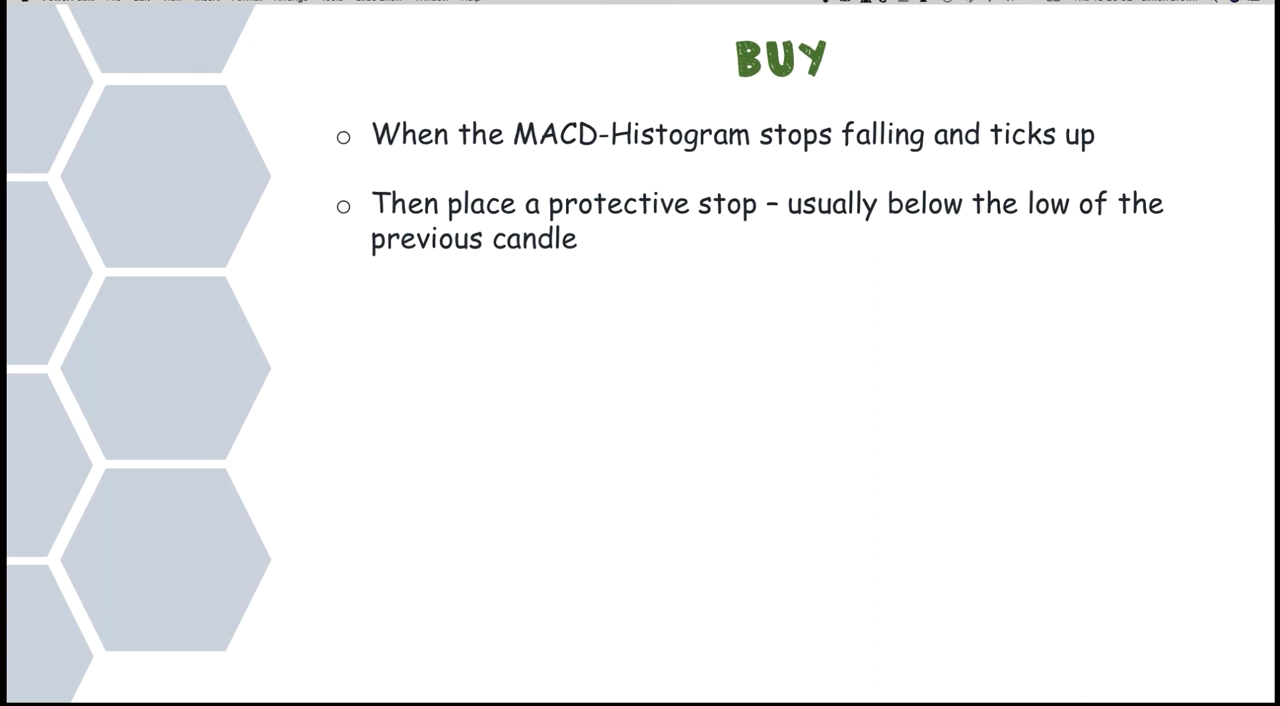 BUY
○ When the MACD-Histogram stops falling and ticks up
○ Then place a protective stop – usually below the low of the
previous candle